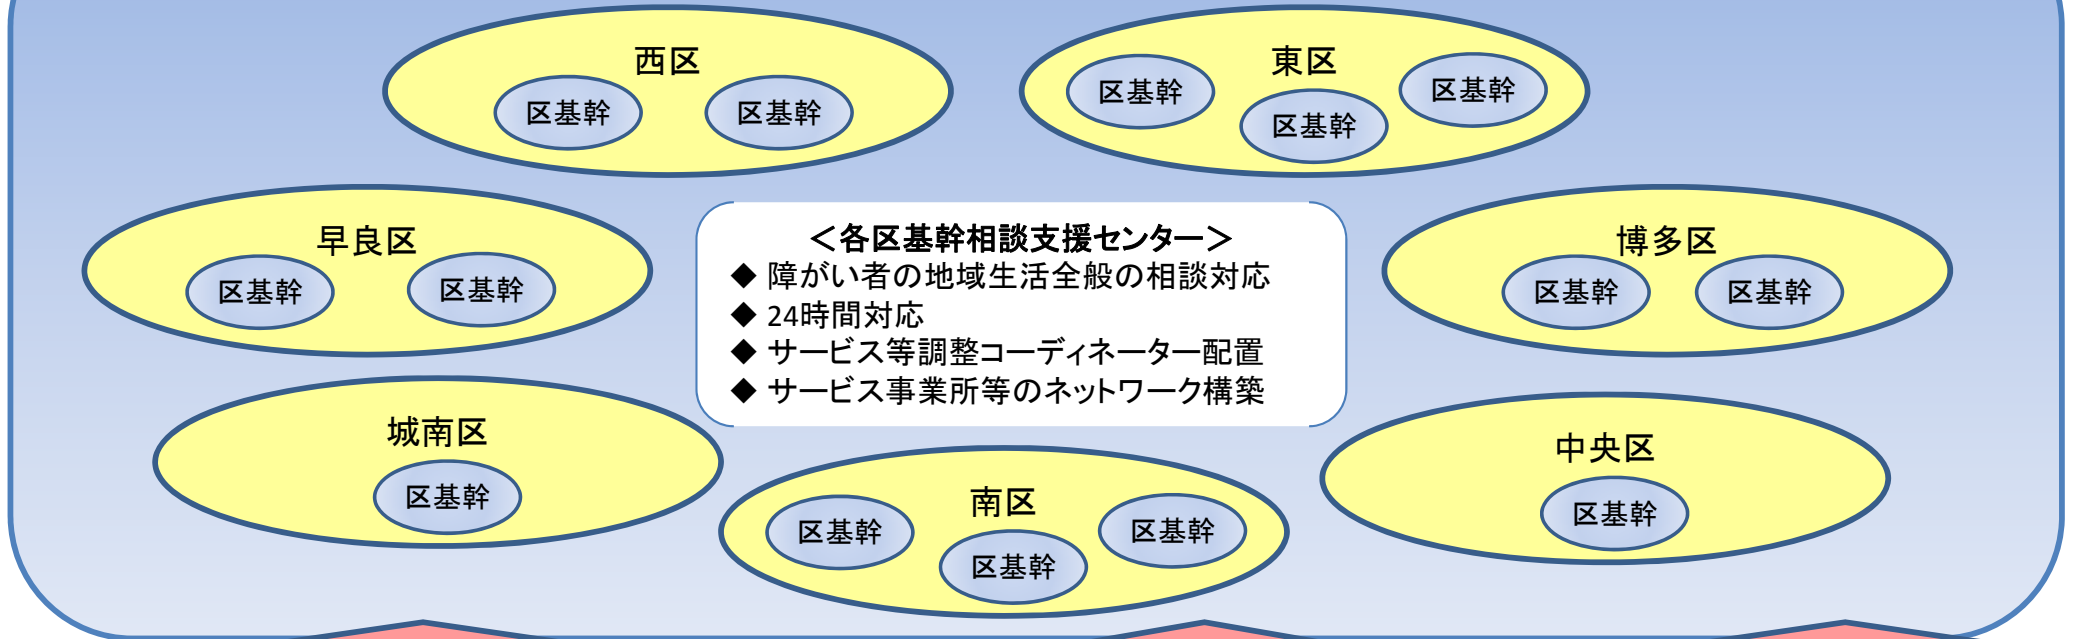 西区
区基幹
区基幹
東区
区基幹
区基幹
区基幹
早良区
区基幹
区基幹
＜各区基幹相談支援センター＞
◆ 障がい者の地域生活全般の相談対応
◆ 24時間対応
◆ サービス等調整コーディネーター配置
◆ サービス事業所等のネットワーク構築
博多区
区基幹
区基幹
城南区
区基幹
南区
区基幹
区基幹
区基幹
中央区
区基幹